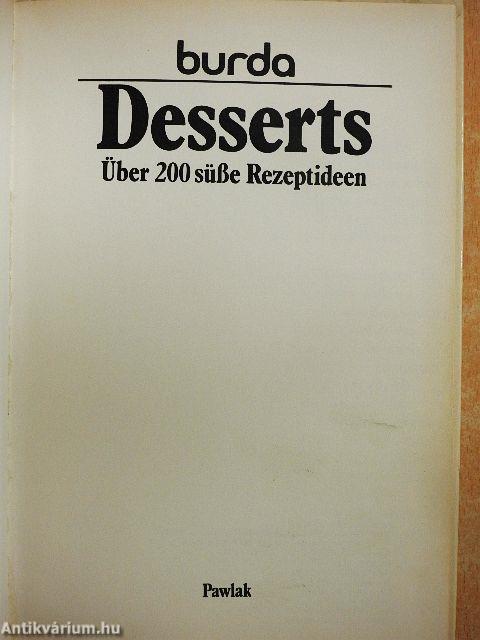 burda
Desserts
Über 200 süße Rezeptideen
Pawlak
Antikvárium.hu